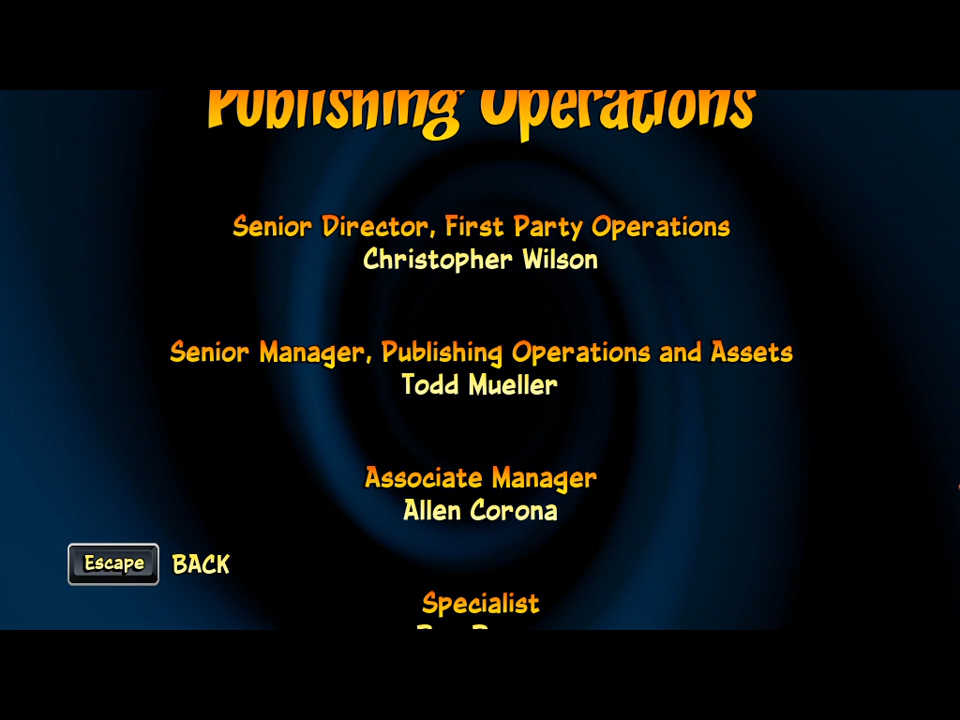 Publishing Operations
Senior Director, First Party Operations
Christopher Wilson
Senior Manager, Publishing Operations and Assets
Todd Mueller
Associate Manager
Allen Corona
Escape BACK
Specialist